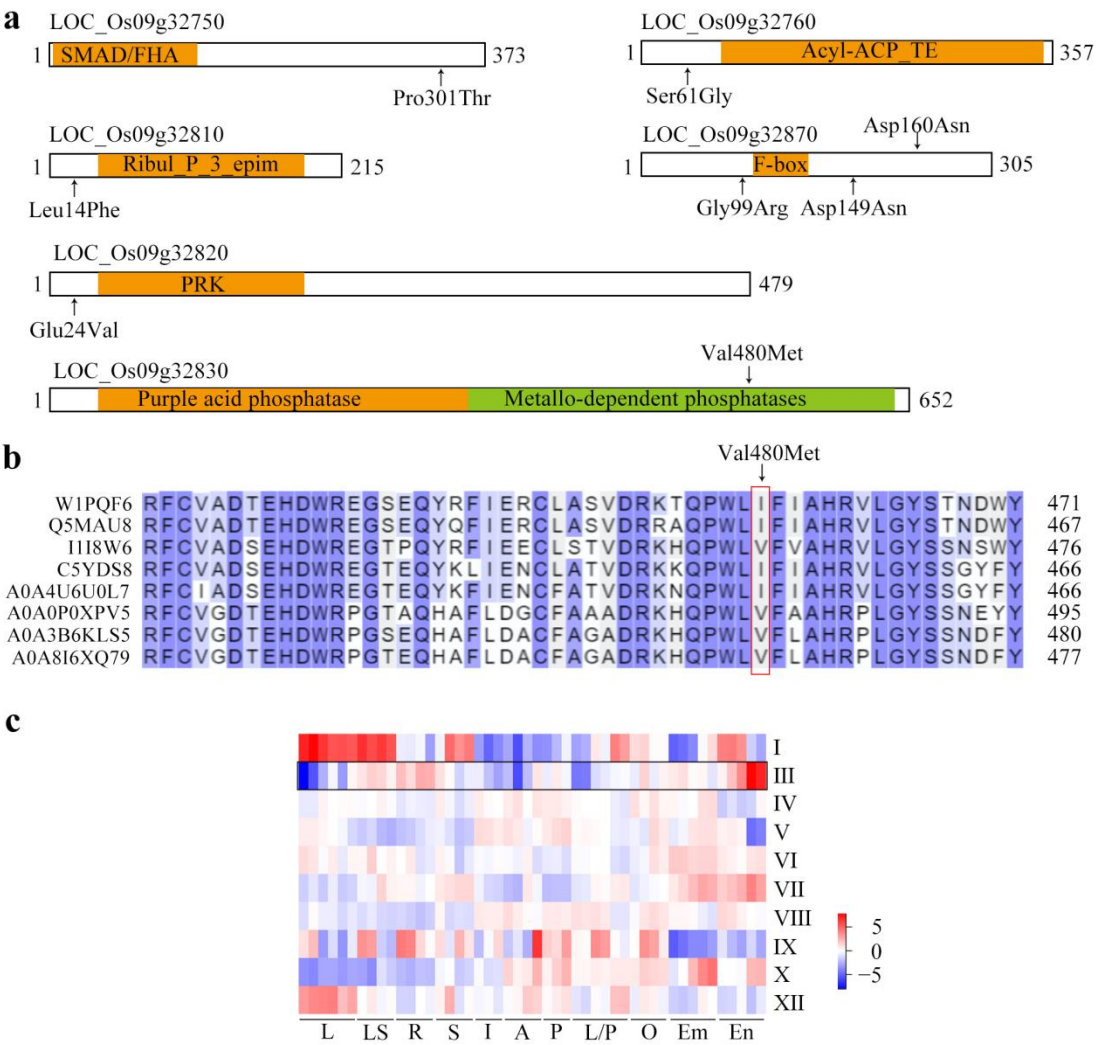 a
LOC_Os09g32750
1 SMAD/FHA 373
Pro301Thr
LOC_Os09g32760
1 Acyl-ACP_TE 357
Ser61Gly
LOC_Os09g32810
1 Ribul_P_3_epim 215
Leu14Phe
LOC_Os09g32870
Asp160Asn
1 F-box 305
Gly99Arg Asp149Asn
LOC_Os09g32820
1 PRK 479
Glu24Val
LOC_Os09g32830
Val480Met
1 Purple acid phosphatase Metallo-dependent phosphatases 652
b
Val480Met
W1PQF6 RFCVADTEHDWREGSEQYRFIERCLASVDRKTQPWLIFIAHRVLGYSTNDWY 471
Q5MAU8 RFCVADTEHDWREGSEQYQFIERCLASVDRRAQPWLIFIAHRVLGYSTNDWY 467
I1I8W6 RFCVADSEHDWREGTPQYRFIEECLSTVDRKHQPWLVFVAHRVLGYSSNSWY 476
C5YDS8 RFCVADSEHDWREGTEQYKLIENCLATVDRKHQPWLIFIAHRVLGYSSGYFY 466
A0A4U6U0L7 RFCIADSEHDWREGTEQYKFIENCFATVDRKNQPWLIFIAHRVLGYSSGYFY 466
A0A0P0XPV5 RFCVGDTEHDWRPGTAQHAFLDGCFAAADRKHQPWLVFAAHRPLGYSSNEYY 495
A0A3B6KLS5 RFCVGDTEHDWRPGSEQHAFLDACFAGADRKHQPWLVFLAHRPLGYSSNDFY 480
A0A8I6XQ79 RFCVGDTEHDWRPGTEQHAFLDACFAGADRKHQPWLVFLAHRPLGYSSNDFY 477
c
I
III
IV
V
VI
VII
VIII
IX
X
XII
5
0
−5
L LS R S I A P L/P O Em En